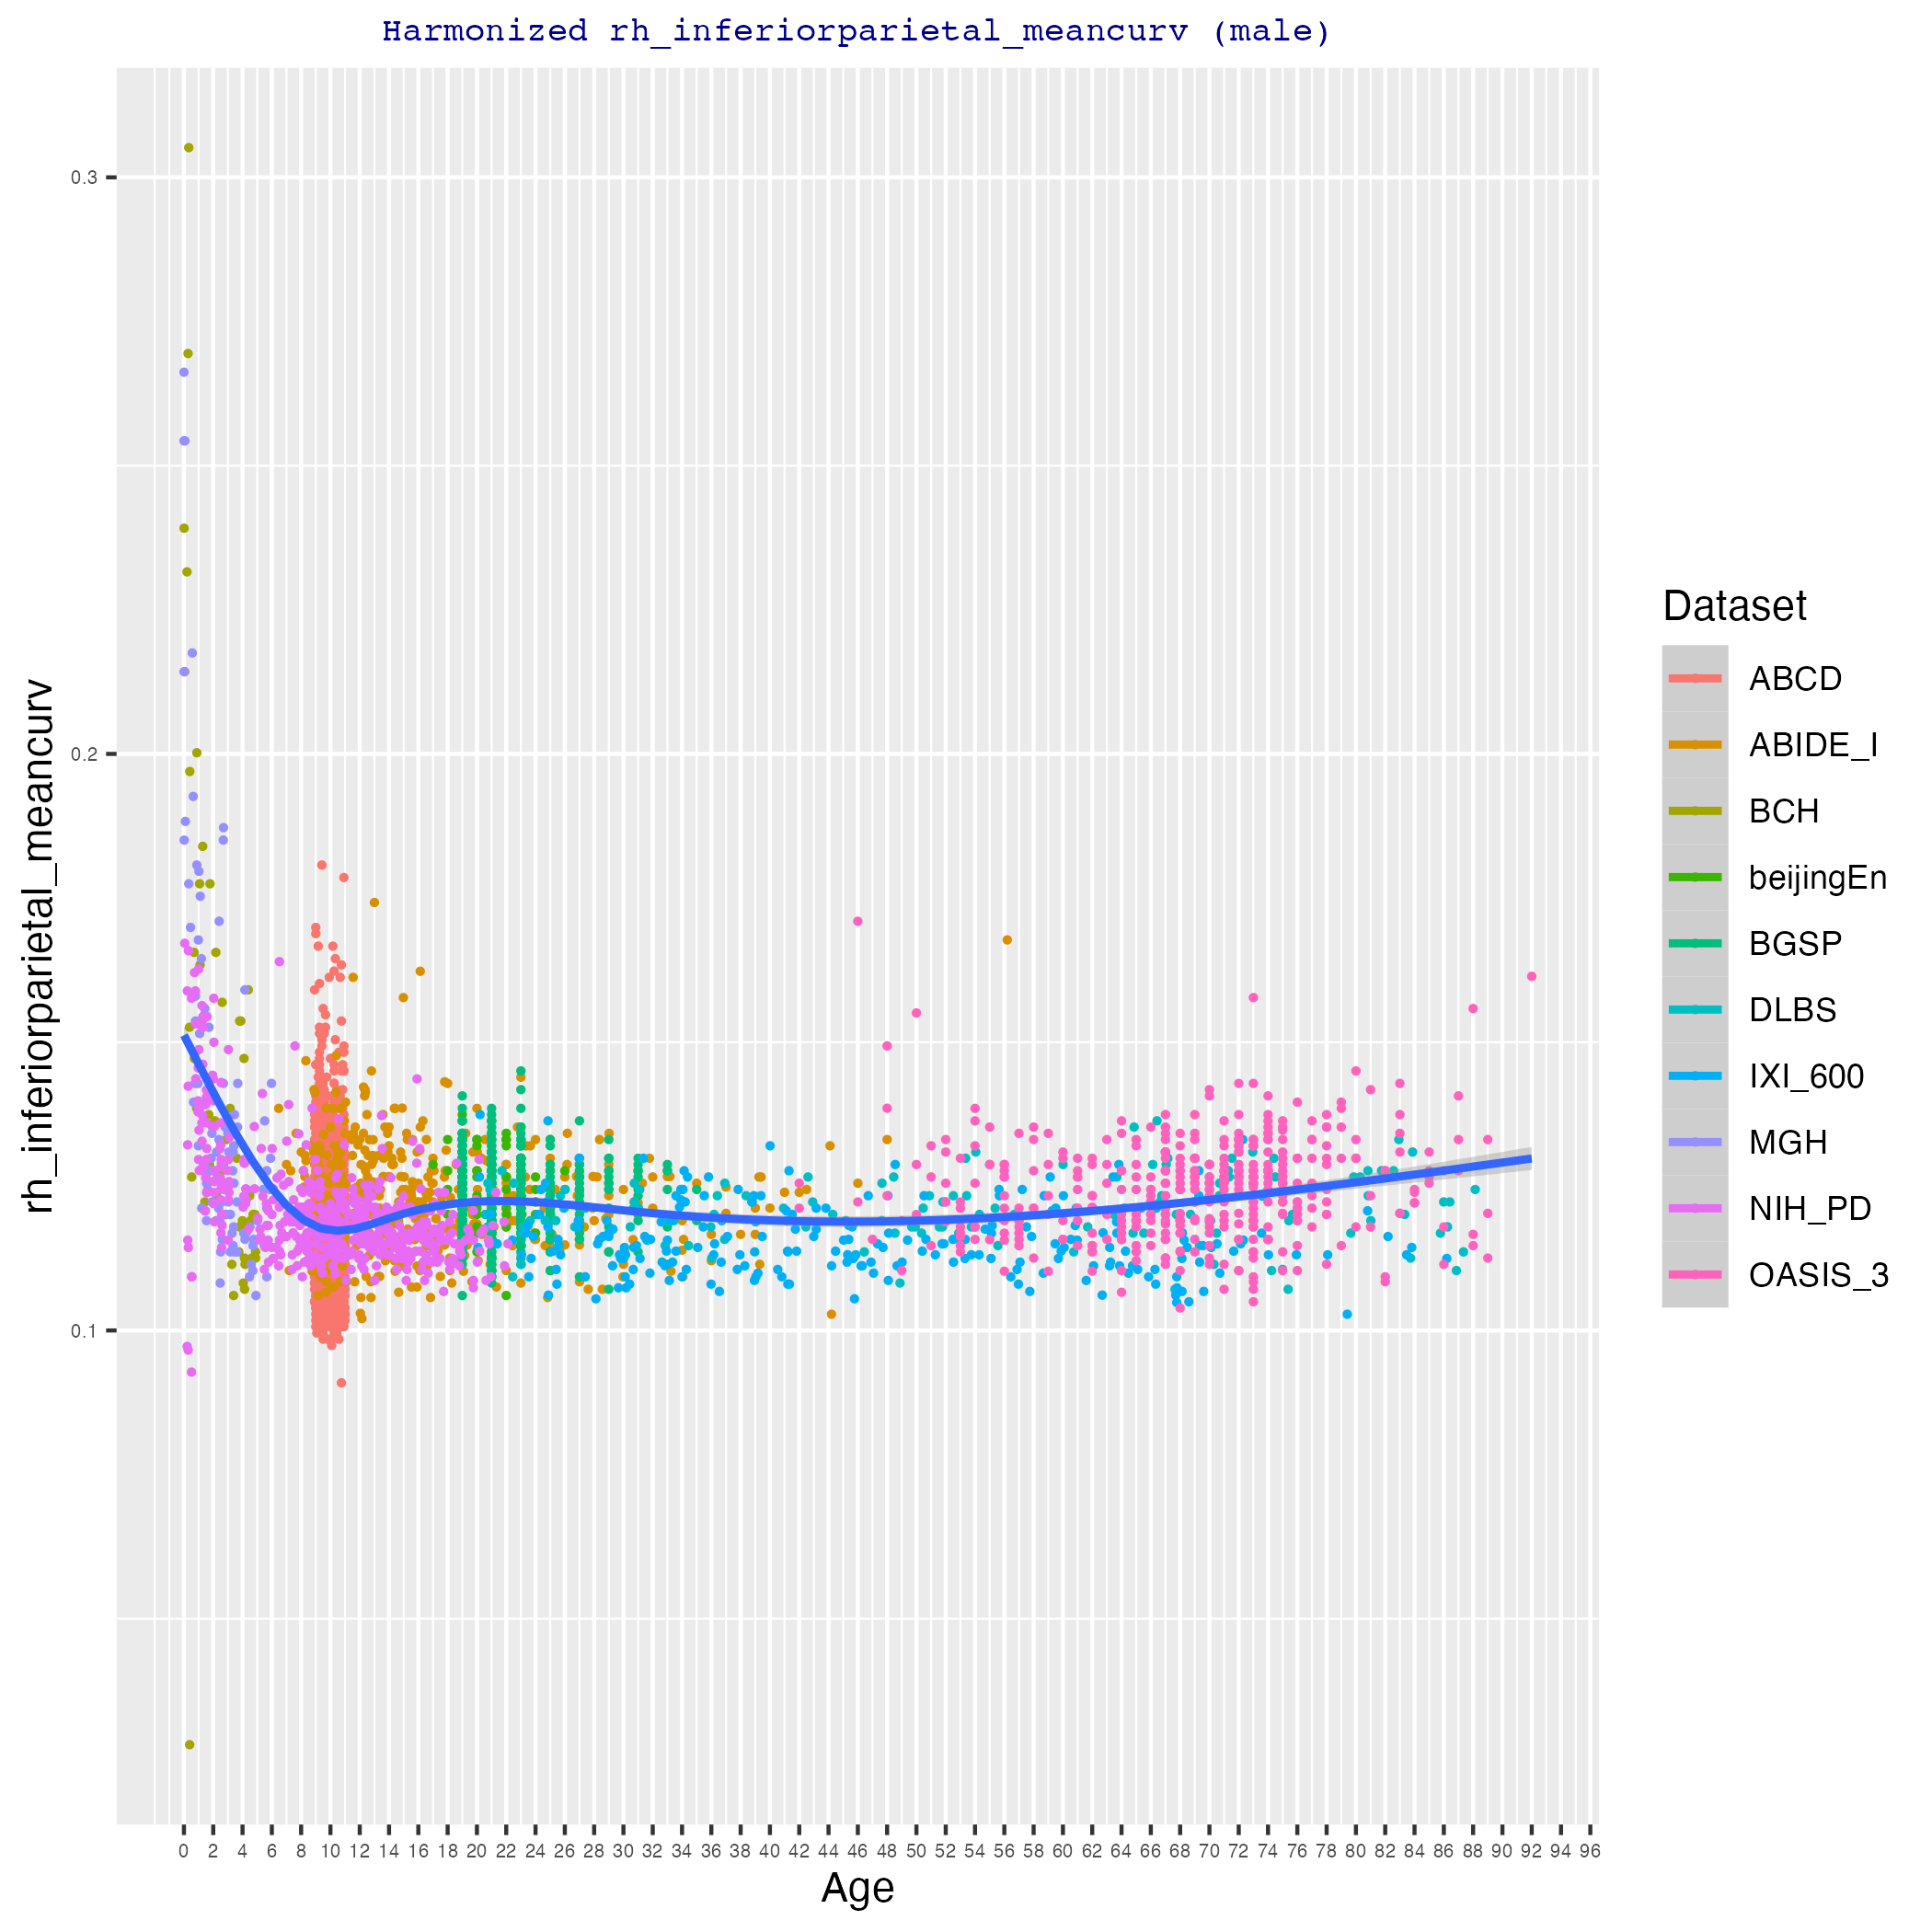 Harmonized rh_inferiorparietal_meancurv (male)
rh_inferiorparietal_meancurv
0.3
0.2
0.1
0 2 4 6 8 10 12 14 16 18 20 22 24 26 28 30 32 34 36 38 40 42 44 46 48 50 52 54 56 58 60 62 64 66 68 70 72 74 76 78 80 82 84 86 88 90 92 94 96
Age
Dataset
ABCD
ABIDE_I
BCH
beijingEn
BGSP
DLBS
IXI_600
MGH
NIH_PD
OASIS_3